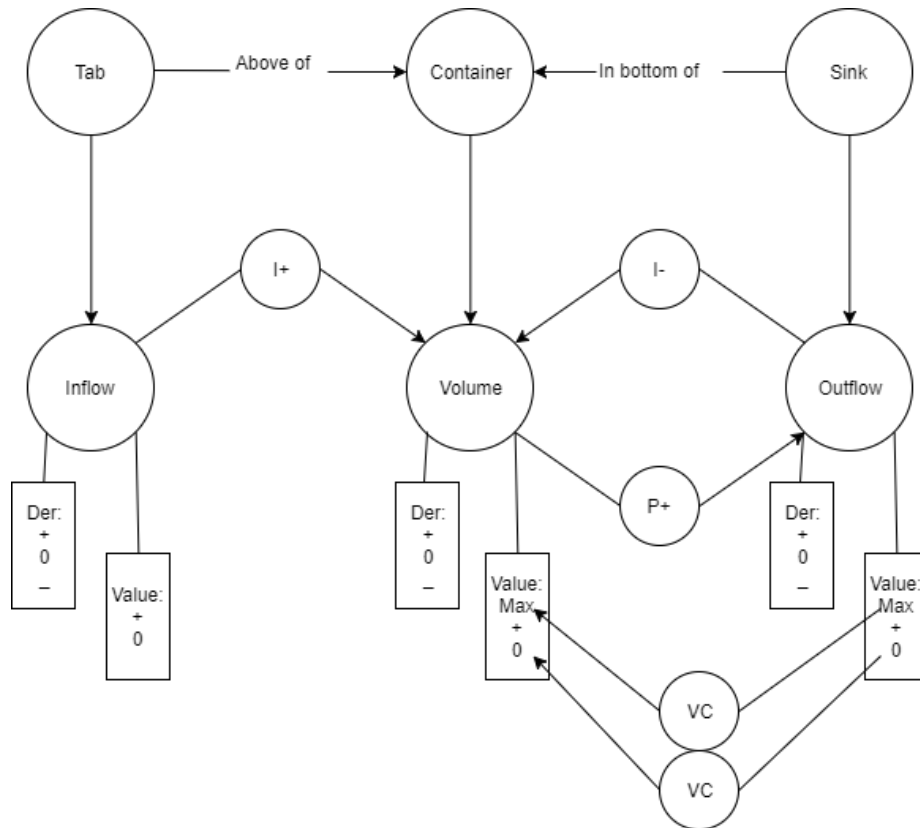 Tab
Above of
Container
In bottom of
Sink
I+
I-
Inflow
Volume
Outflow
Der:
+
0
–
Value:
+
0
Der:
+
0
–
Value:
Max
+
0
P+
Der:
+
0
–
Value:
Max
+
0
VC
VC